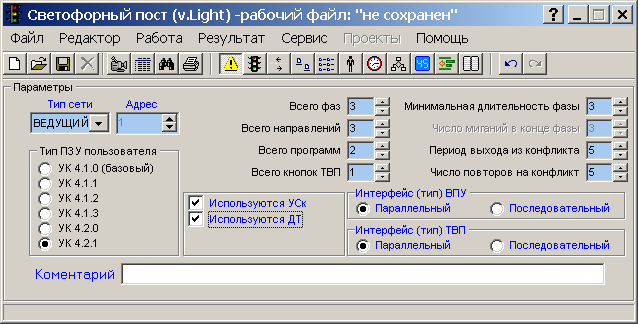 Светофорный пост (v.Light) -рабочий файл: "не сохранен"
Файл Редактор Работа Результат Сервис Проекты Помощь
45
Параметры
Тип сети Адрес
ВЕДУЩИЙ 1
Всего фаз 3
Всего направлений 3
Всего программ 2
Всего кнопок ТВП 1
Минимальная длительность фазы 3
Число миганий в конце фазы 3
Период выхода из конфликта 5
Число повторов на конфликт 5
Тип ПЗУ пользователя
УК 4.1.0 (базовый)
УК 4.1.1
УК 4.1.2
УК 4.1.3
УК 4.2.0
УК 4.2.1
Используются УСк
Используются ДТ
Интерфейс (тип) ВПУ
Параллельный Последовательный
Интерфейс (тип) ТВП
Параллельный Последовательный
Коментарий